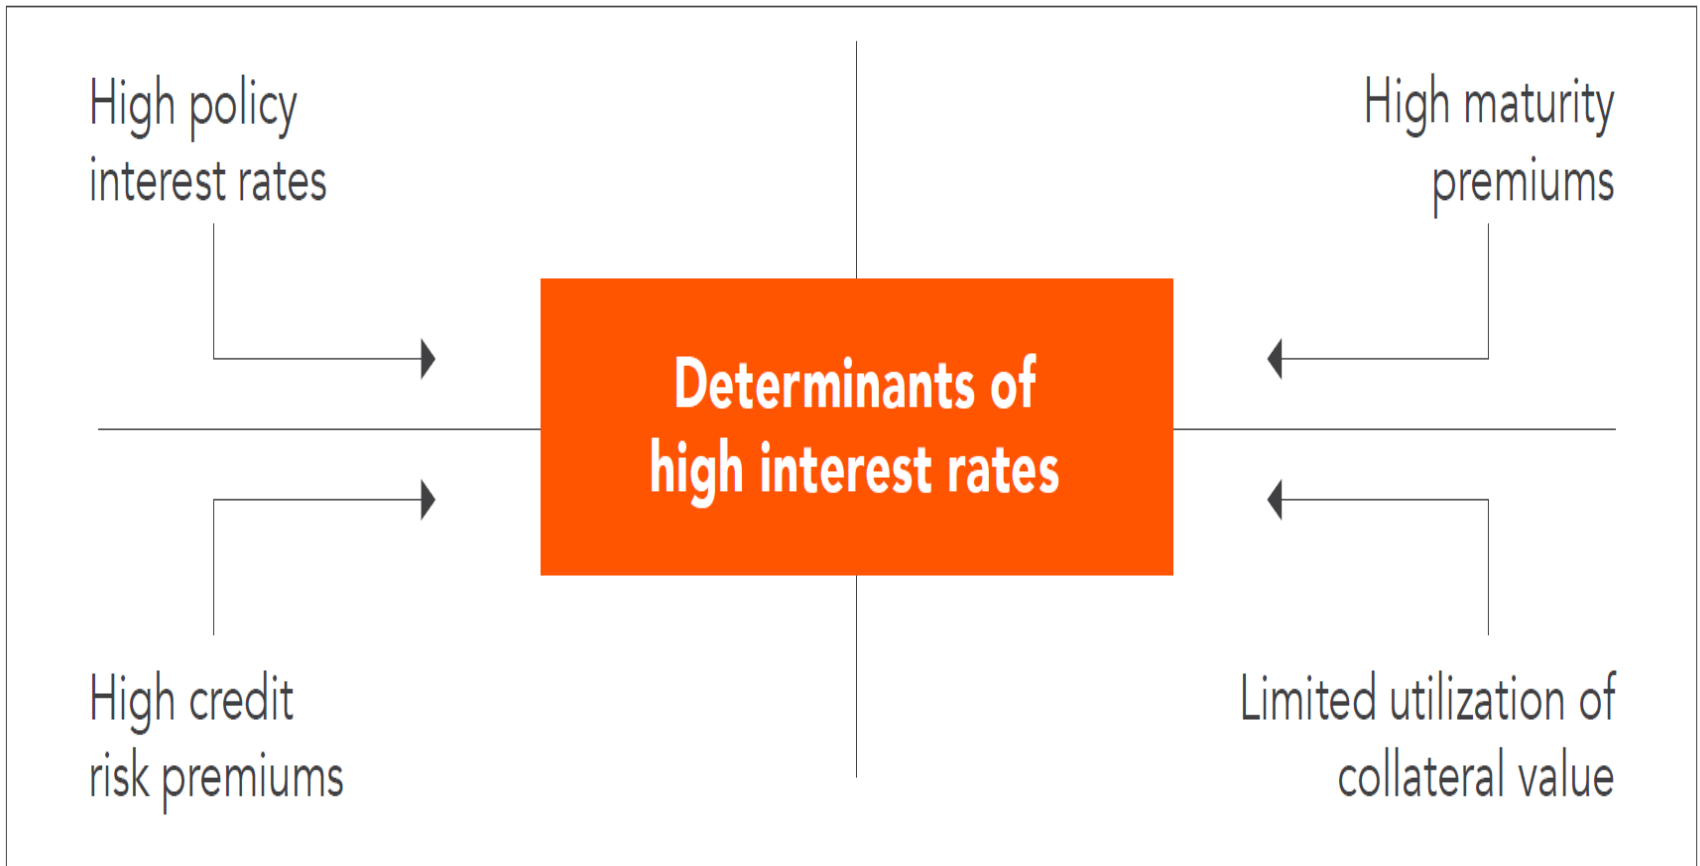 High policy
interest rates
High maturity
premiums
Determinants of
high interest rates
High credit
risk premiums
Limited utilization of
collateral value